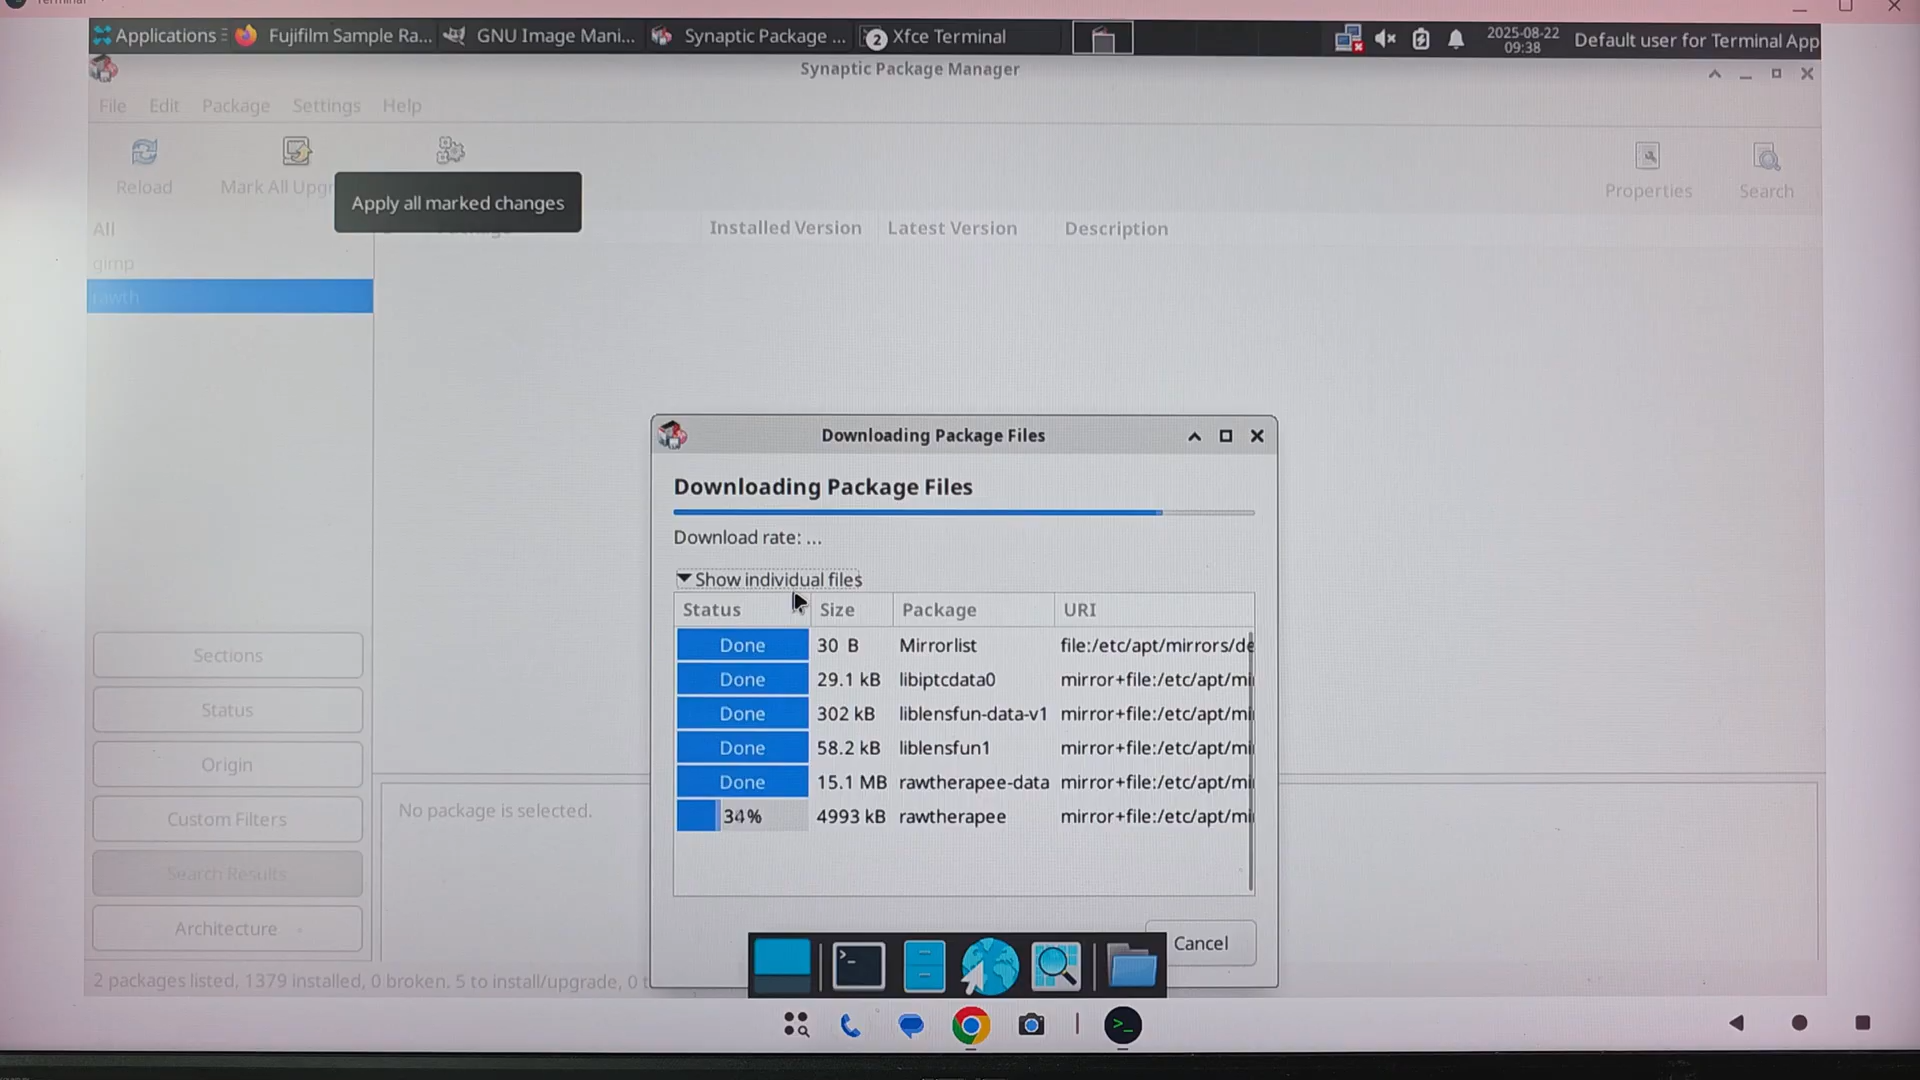 Terminal
Applications
Fujifilm Sample Ra...
GNU Image Mani...
Synaptic Package ...
2
Xfce Terminal
2025-08-22
09:38
Default user for Terminal App
Synaptic Package Manager
File Edit Package Settings Help
Reload
Mark All Upgr
Apply all marked changes
Properties
Search
All
gimp
rawth
Installed Version
Latest Version
Description
Downloading Package Files
Downloading Package Files
Download rate: ...
Show individual files
Status Size Package URI
Done 30 B Mirrorlist file:/etc/apt/mirrors/de
Done 29.1 kB libiptcdata0 mirror+file:/etc/apt/mi
Done 302 kB liblensfun-data-v1 mirror+file:/etc/apt/mi
Done 58.2 kB liblensfun1 mirror+file:/etc/apt/mi
Done 15.1 MB rawtherapee-data mirror+file:/etc/apt/mi
34% 4993 kB rawtherapee mirror+file:/etc/apt/mi
Cancel
Sections
Status
Origin
Custom Filters
Search Results
Architecture
No package is selected.
2 packages listed, 1379 installed, 0 broken. 5 to install/upgrade, 0 t